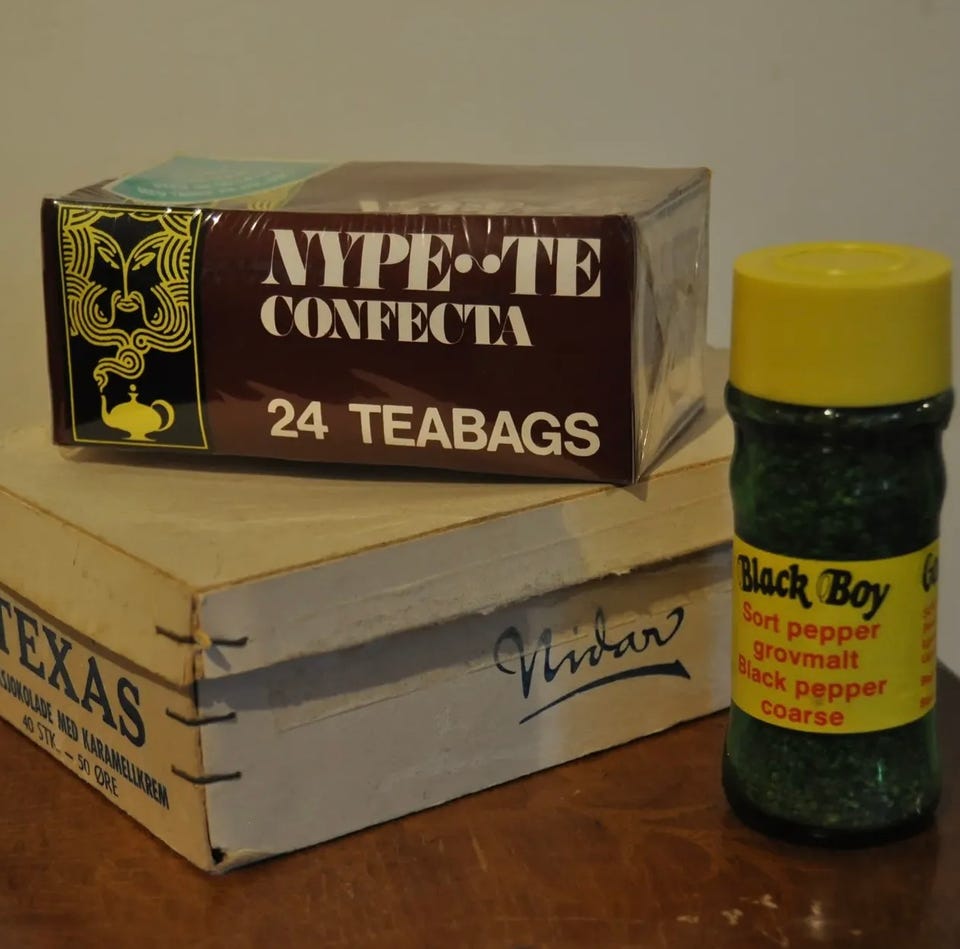 NYPE~TE
CONFECTA
24 TEABAGS
TEXAS
SJOKOLADE MED KARAMELLKREM
40 STK. – 50 ØRE
Nidar
Black Boy
Sort pepper
grovmalt
Black pepper
coarse